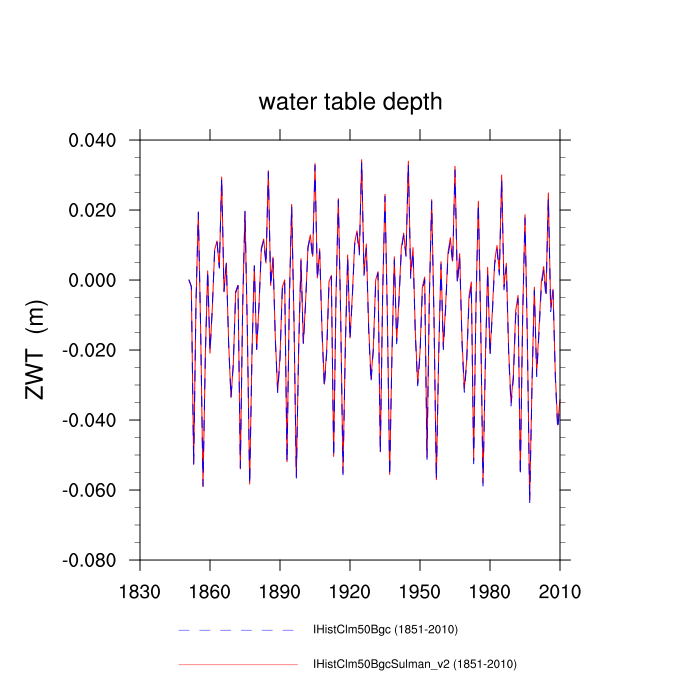 water table depth
0.040
0.020
0.000
-0.020
-0.040
-0.060
-0.080
ZWT (m)
1830 1860 1890 1920 1950 1980 2010
IHistClm50Bgc (1851-2010)
IHistClm50BgcSulman_v2 (1851-2010)